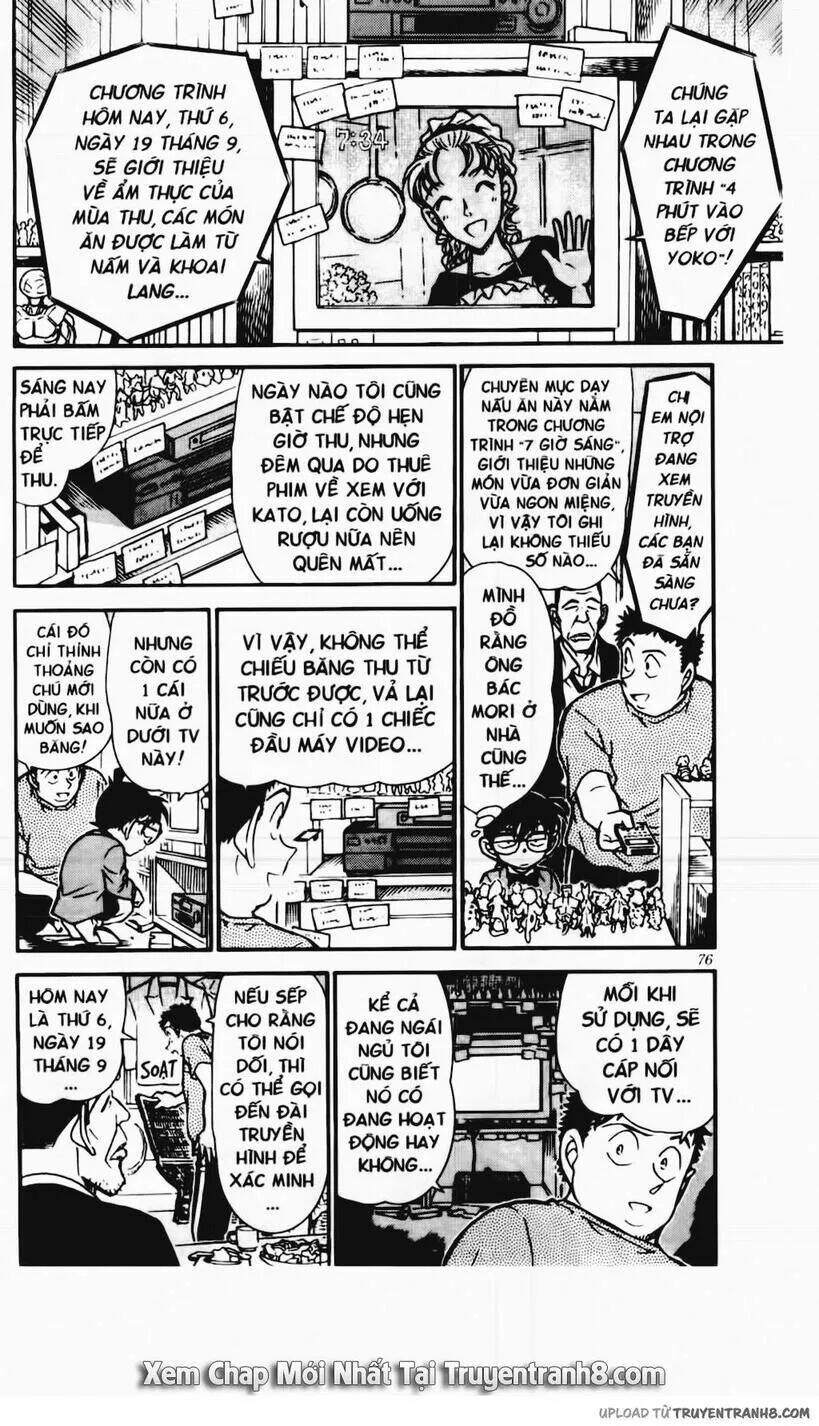 CHÚNG
TA LẠI GẶP
NHAU TRONG
CHƯƠNG
TRÌNH "4
PHÚT VÀO
BẾP VỚI
YOKO"!
7:34
CHƯƠNG TRÌNH
HÔM NAY, THỨ 6,
NGÀY 19 THÁNG 9,
SẼ GIỚI THIỆU
VỀ ẨM THỰC CỦA
MÙA THU, CÁC MÓN
ĂN ĐƯỢC LÀM TỪ
NẤM VÀ KHOAI
LANG...
CHỊ
EM NỘI
TRỢ
ĐANG
XEM
TRUYỀN
HÌNH,
CÁC BẠN
ĐÃ SẴN
SÀNG
CHƯA?
CHUYÊN MỤC DẠY
NẤU ĂN NÀY NẰM
TRONG CHƯƠNG
TRÌNH "7 GIỜ SÁNG",
GIỚI THIỆU NHỮNG
MÓN VỪA ĐƠN GIẢN
VỪA NGON MIỆNG,
VÌ VẬY TÔI GHI
LẠI KHÔNG THIẾU
SỐ NÀO...
MÌNH
ĐỒ
RẰNG
ÔNG
BÁC
MORI Ở
NHÀ
CŨNG
THẾ...
NGÀY NÀO TÔI CŨNG
BẬT CHẾ ĐỘ HẸN
GIỜ THU, NHƯNG
ĐÊM QUA DO THUÊ
PHIM VỀ XEM VỚI
KATO, LẠI CÒN UỐNG
RƯỢU NỮA NÊN
QUÊN MẤT...
SÁNG NAY
PHẢI BẤM
TRỰC TIẾP
ĐỂ
THU.
VÌ VẬY, KHÔNG THỂ
CHIẾU BĂNG THU TỪ
TRƯỚC ĐƯỢC, VẢ LẠI
CŨNG CHỈ CÓ 1 CHIẾC
ĐẦU MÁY VIDEO...
NHƯNG
CÒN CÓ
1 CÁI
NỮA Ở
DƯỚI TV
NÀY!
CÁI ĐÓ
CHỈ THỈNH
THOẢNG
CHÚ MỚI
DÙNG, KHI
MUỐN SAO
BĂNG!
76
MỖI KHI
SỬ DỤNG, SẼ
CÓ 1 DÂY
CÁP NỐI
VỚI TV...
KỂ CẢ
ĐANG NGÁI
NGỦ TÔI
CŨNG BIẾT
NÓ CÓ
ĐANG HOẠT
ĐỘNG HAY
KHÔNG...
NẾU SẾP
CHO RẰNG
TÔI NÓI
DỐI, THÌ
CÓ THỂ GỌI
ĐẾN ĐÀI
TRUYỀN
HÌNH ĐỂ
XÁC MINH
...
SOẠT
HÔM NAY
LÀ THỨ 6,
NGÀY 19
THÁNG 9
...
Xem Chap Mới Nhất Tại Truyentranh8.com
UPLOAD TỪ TRUYENTRANH8.COM